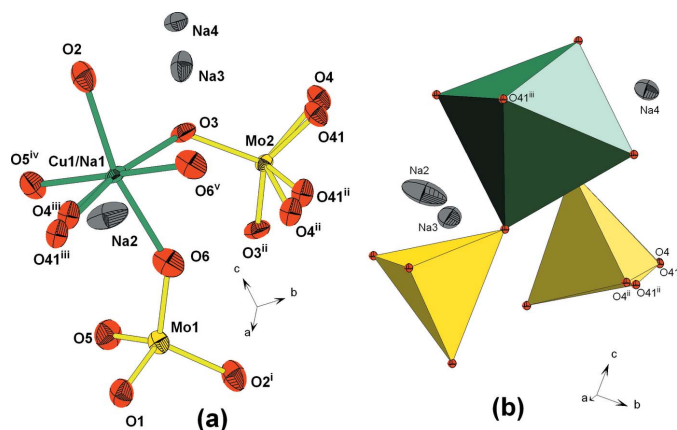 Na4
O2
Na3
O4
O3
Mo2
O41
Cu1/Na1
O5iv
O6v
O41ii
O4iii
O4ii
Na2
O3ii
O41iii
O6
c
b
a
Mo1
O5
O2i
O1
(a)
O41iii
Na4
Na2
Na3
O4
O41
O4ii
O41ii
c
a
b
(b)